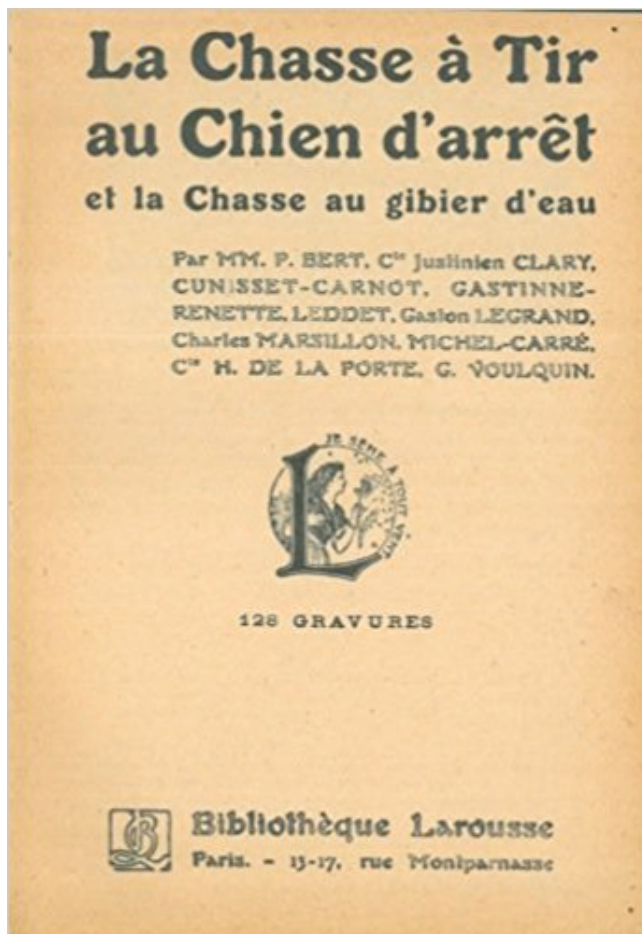 La Chasse à Tir
au Chien d'arrêt
et la Chasse au gibier d'eau
Par MM. P. BERT, Cte Justinien CLARY,
CUNISSET-CARNOT, GASTINNE-
RENETTE, LEDDET, Gaston LEGRAND,
Charles MARSILLON, MICHEL-CARRÉ,
Cte H. DE LA PORTE, G. VOULQUIN.
JE SÈME À TOUT VENT
L
128 GRAVURES
Bibliothèque Larousse
Paris. - 13-17, rue Montparnasse